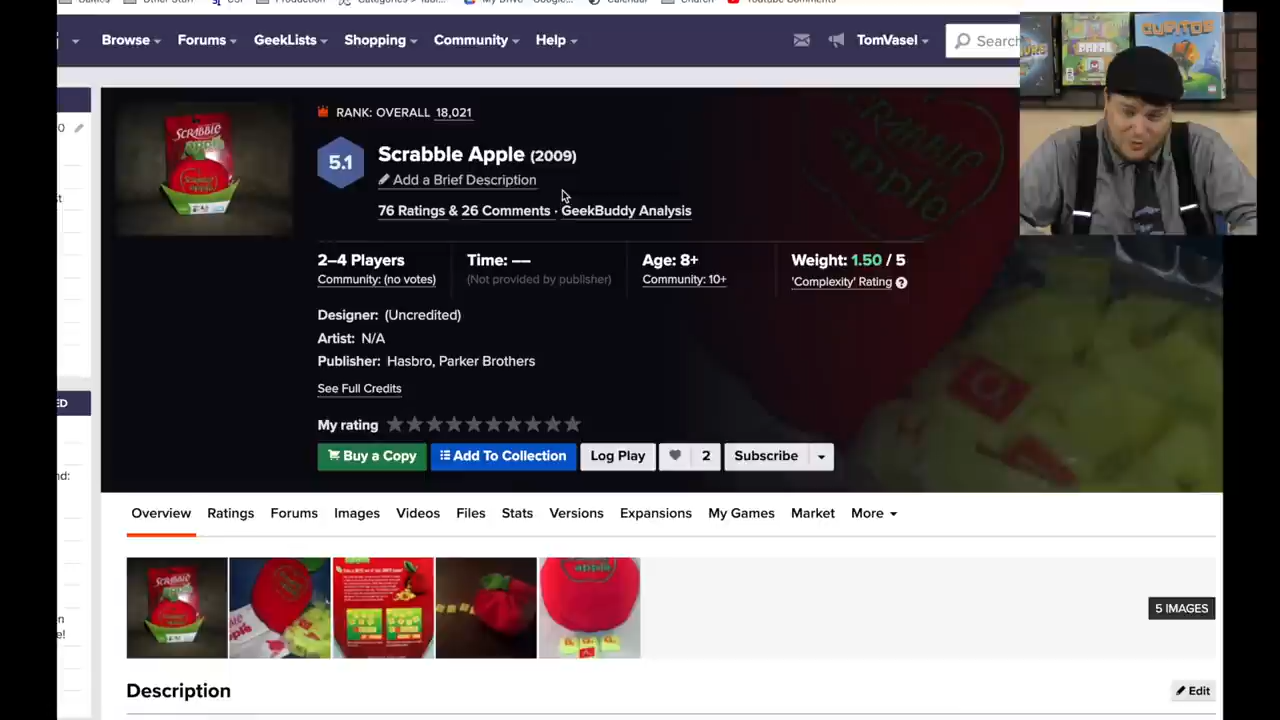 Browse Forums GeekLists Shopping Community Help TomVasel Search
RANK: OVERALL 18,021
5.1
Scrabble Apple (2009)
Add a Brief Description
76 Ratings & 26 Comments · GeekBuddy Analysis
2–4 Players Time: –– Age: 8+ Weight: 1.50 / 5
Community: (no votes) (Not provided by publisher) Community: 10+ 'Complexity' Rating
Designer: (Uncredited)
Artist: N/A
Publisher: Hasbro, Parker Brothers
See Full Credits
My rating
Buy a Copy Add To Collection Log Play 2 Subscribe
Overview Ratings Forums Images Videos Files Stats Versions Expansions My Games Market More
5 IMAGES
Description
Edit